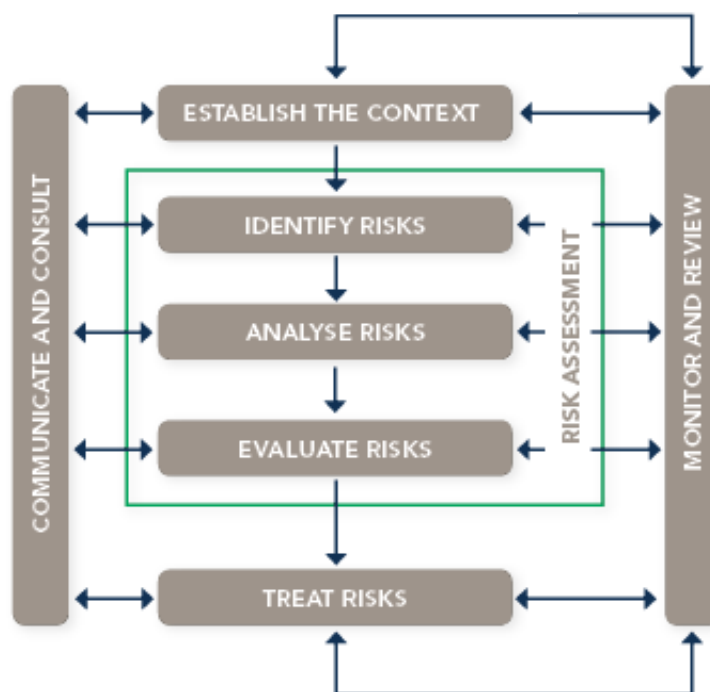 ESTABLISH THE CONTEXT
COMMUNICATE AND CONSULT
IDENTIFY RISKS
ANALYSE RISKS
EVALUATE RISKS
RISK ASSESSMENT
MONITOR AND REVIEW
TREAT RISKS